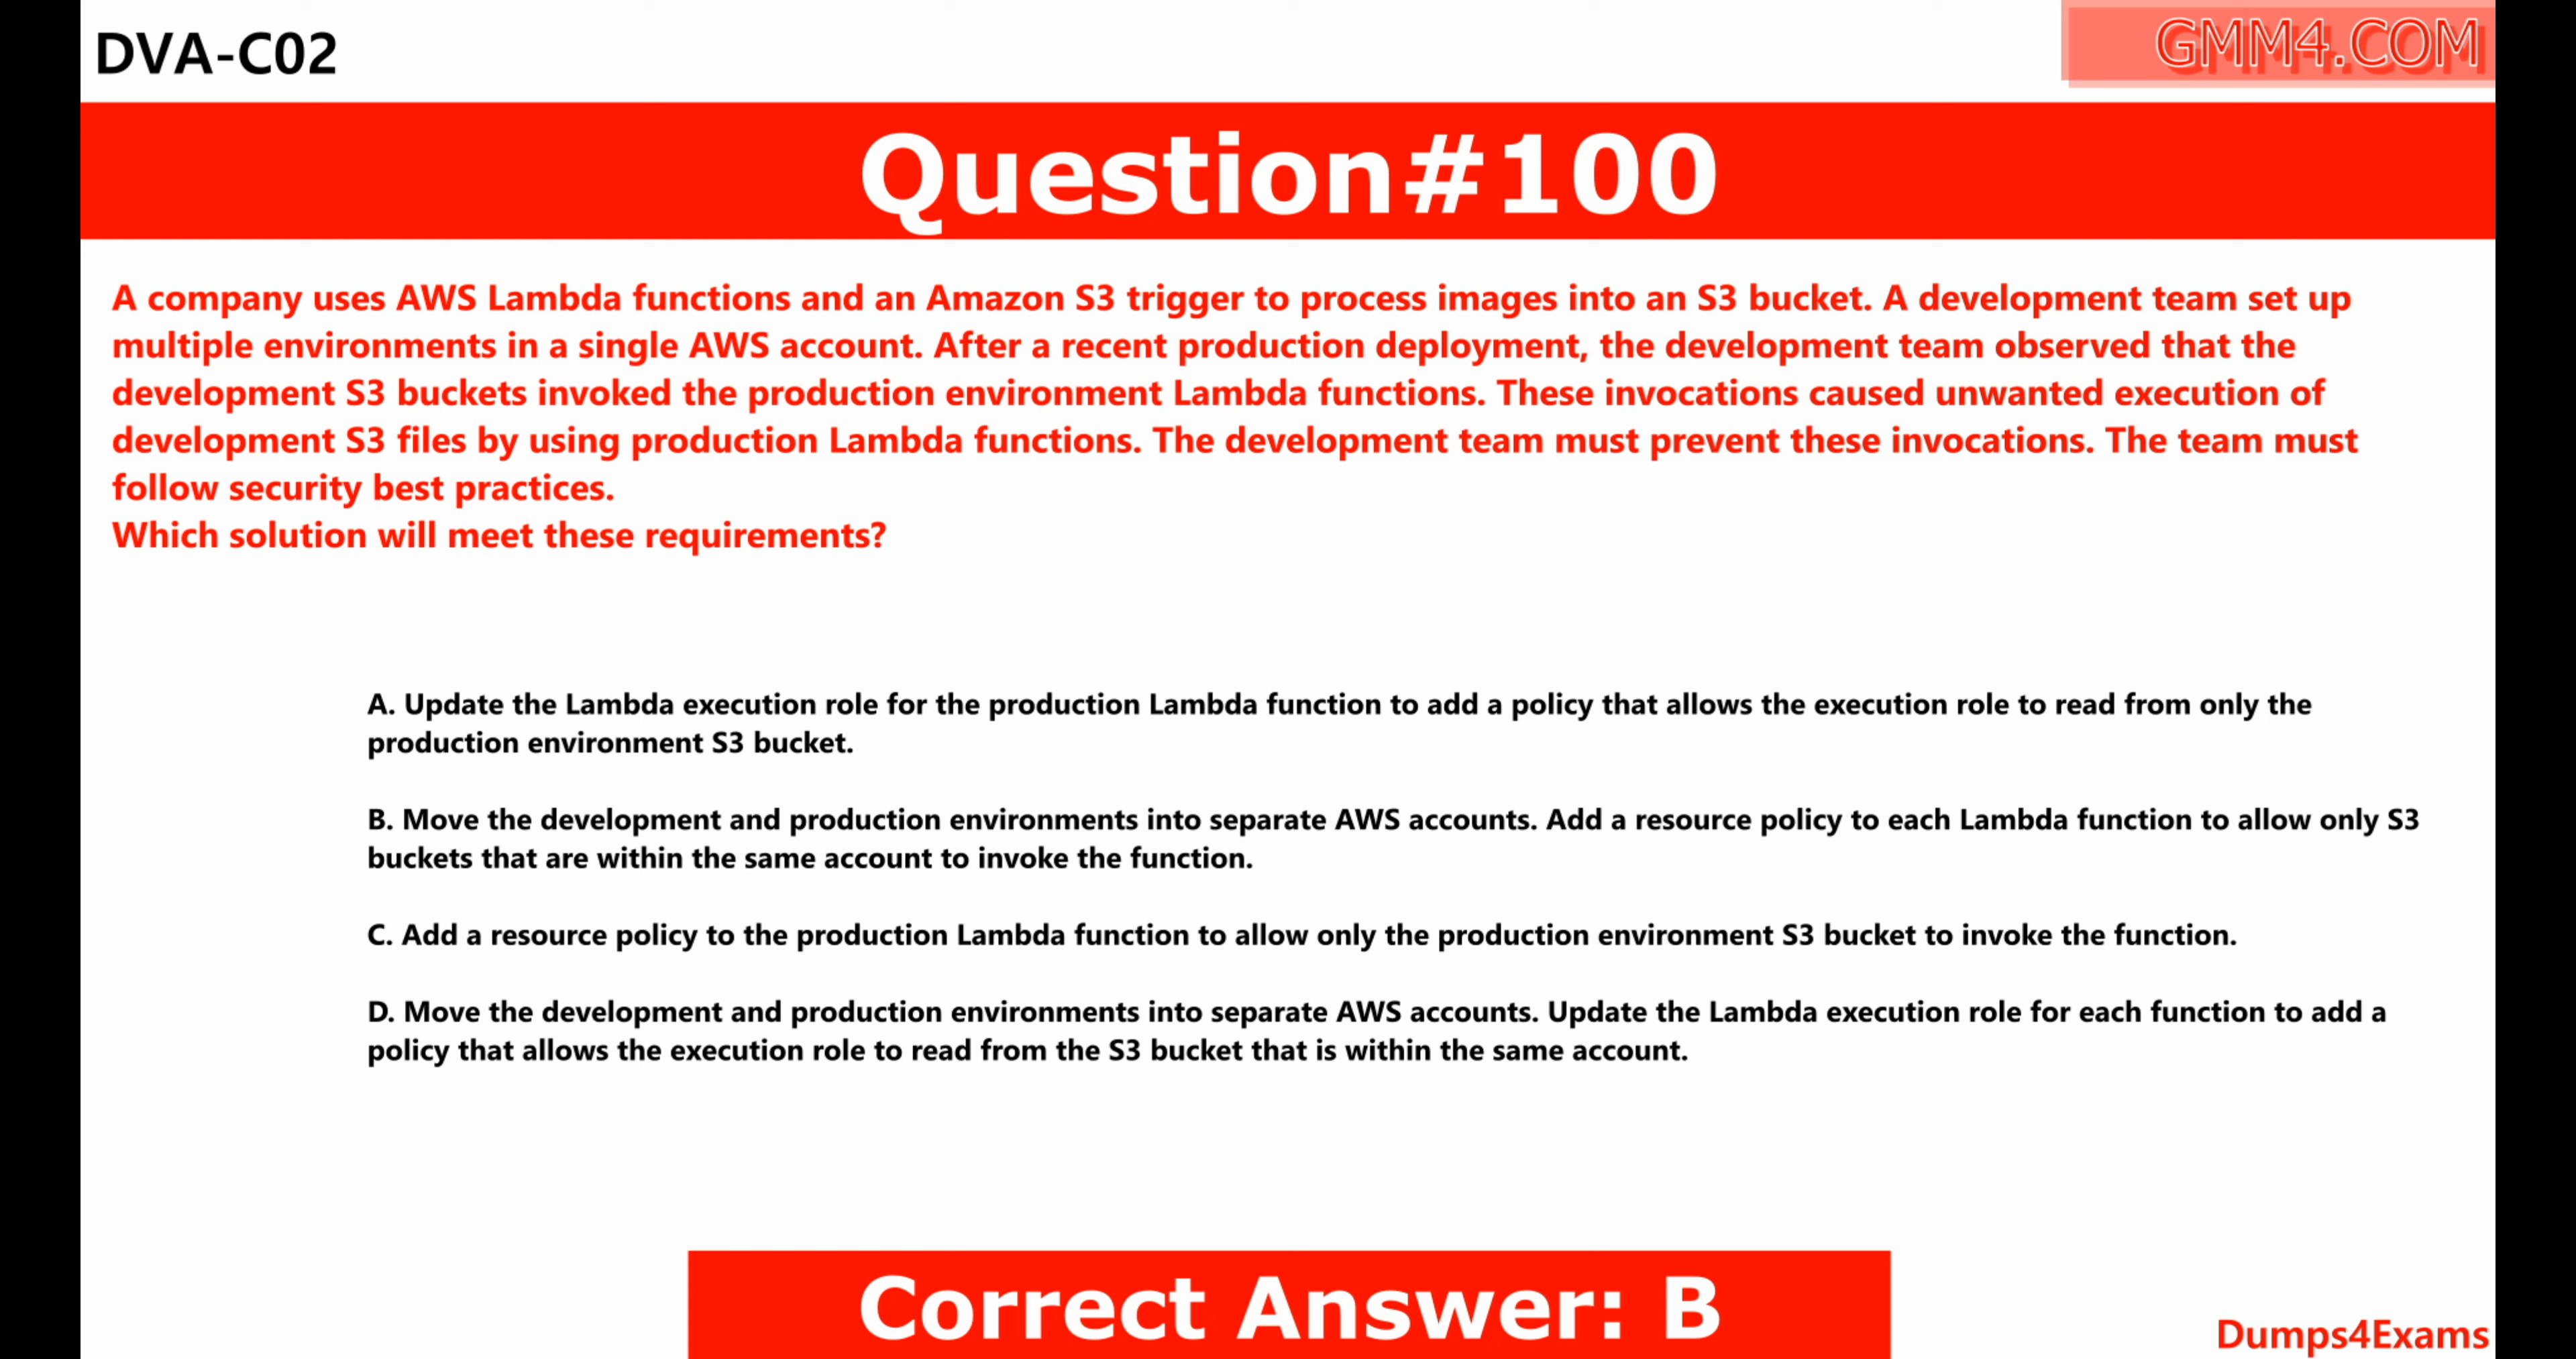 DVA-C02
GMM4.COM
Question#100
A company uses AWS Lambda functions and an Amazon S3 trigger to process images into an S3 bucket. A development team set up
multiple environments in a single AWS account. After a recent production deployment, the development team observed that the
development S3 buckets invoked the production environment Lambda functions. These invocations caused unwanted execution of
development S3 files by using production Lambda functions. The development team must prevent these invocations. The team must
follow security best practices.
Which solution will meet these requirements?
A. Update the Lambda execution role for the production Lambda function to add a policy that allows the execution role to read from only the
production environment S3 bucket.
B. Move the development and production environments into separate AWS accounts. Add a resource policy to each Lambda function to allow only S3
buckets that are within the same account to invoke the function.
C. Add a resource policy to the production Lambda function to allow only the production environment S3 bucket to invoke the function.
D. Move the development and production environments into separate AWS accounts. Update the Lambda execution role for each function to add a
policy that allows the execution role to read from the S3 bucket that is within the same account.
Correct Answer: B
Dumps4Exams